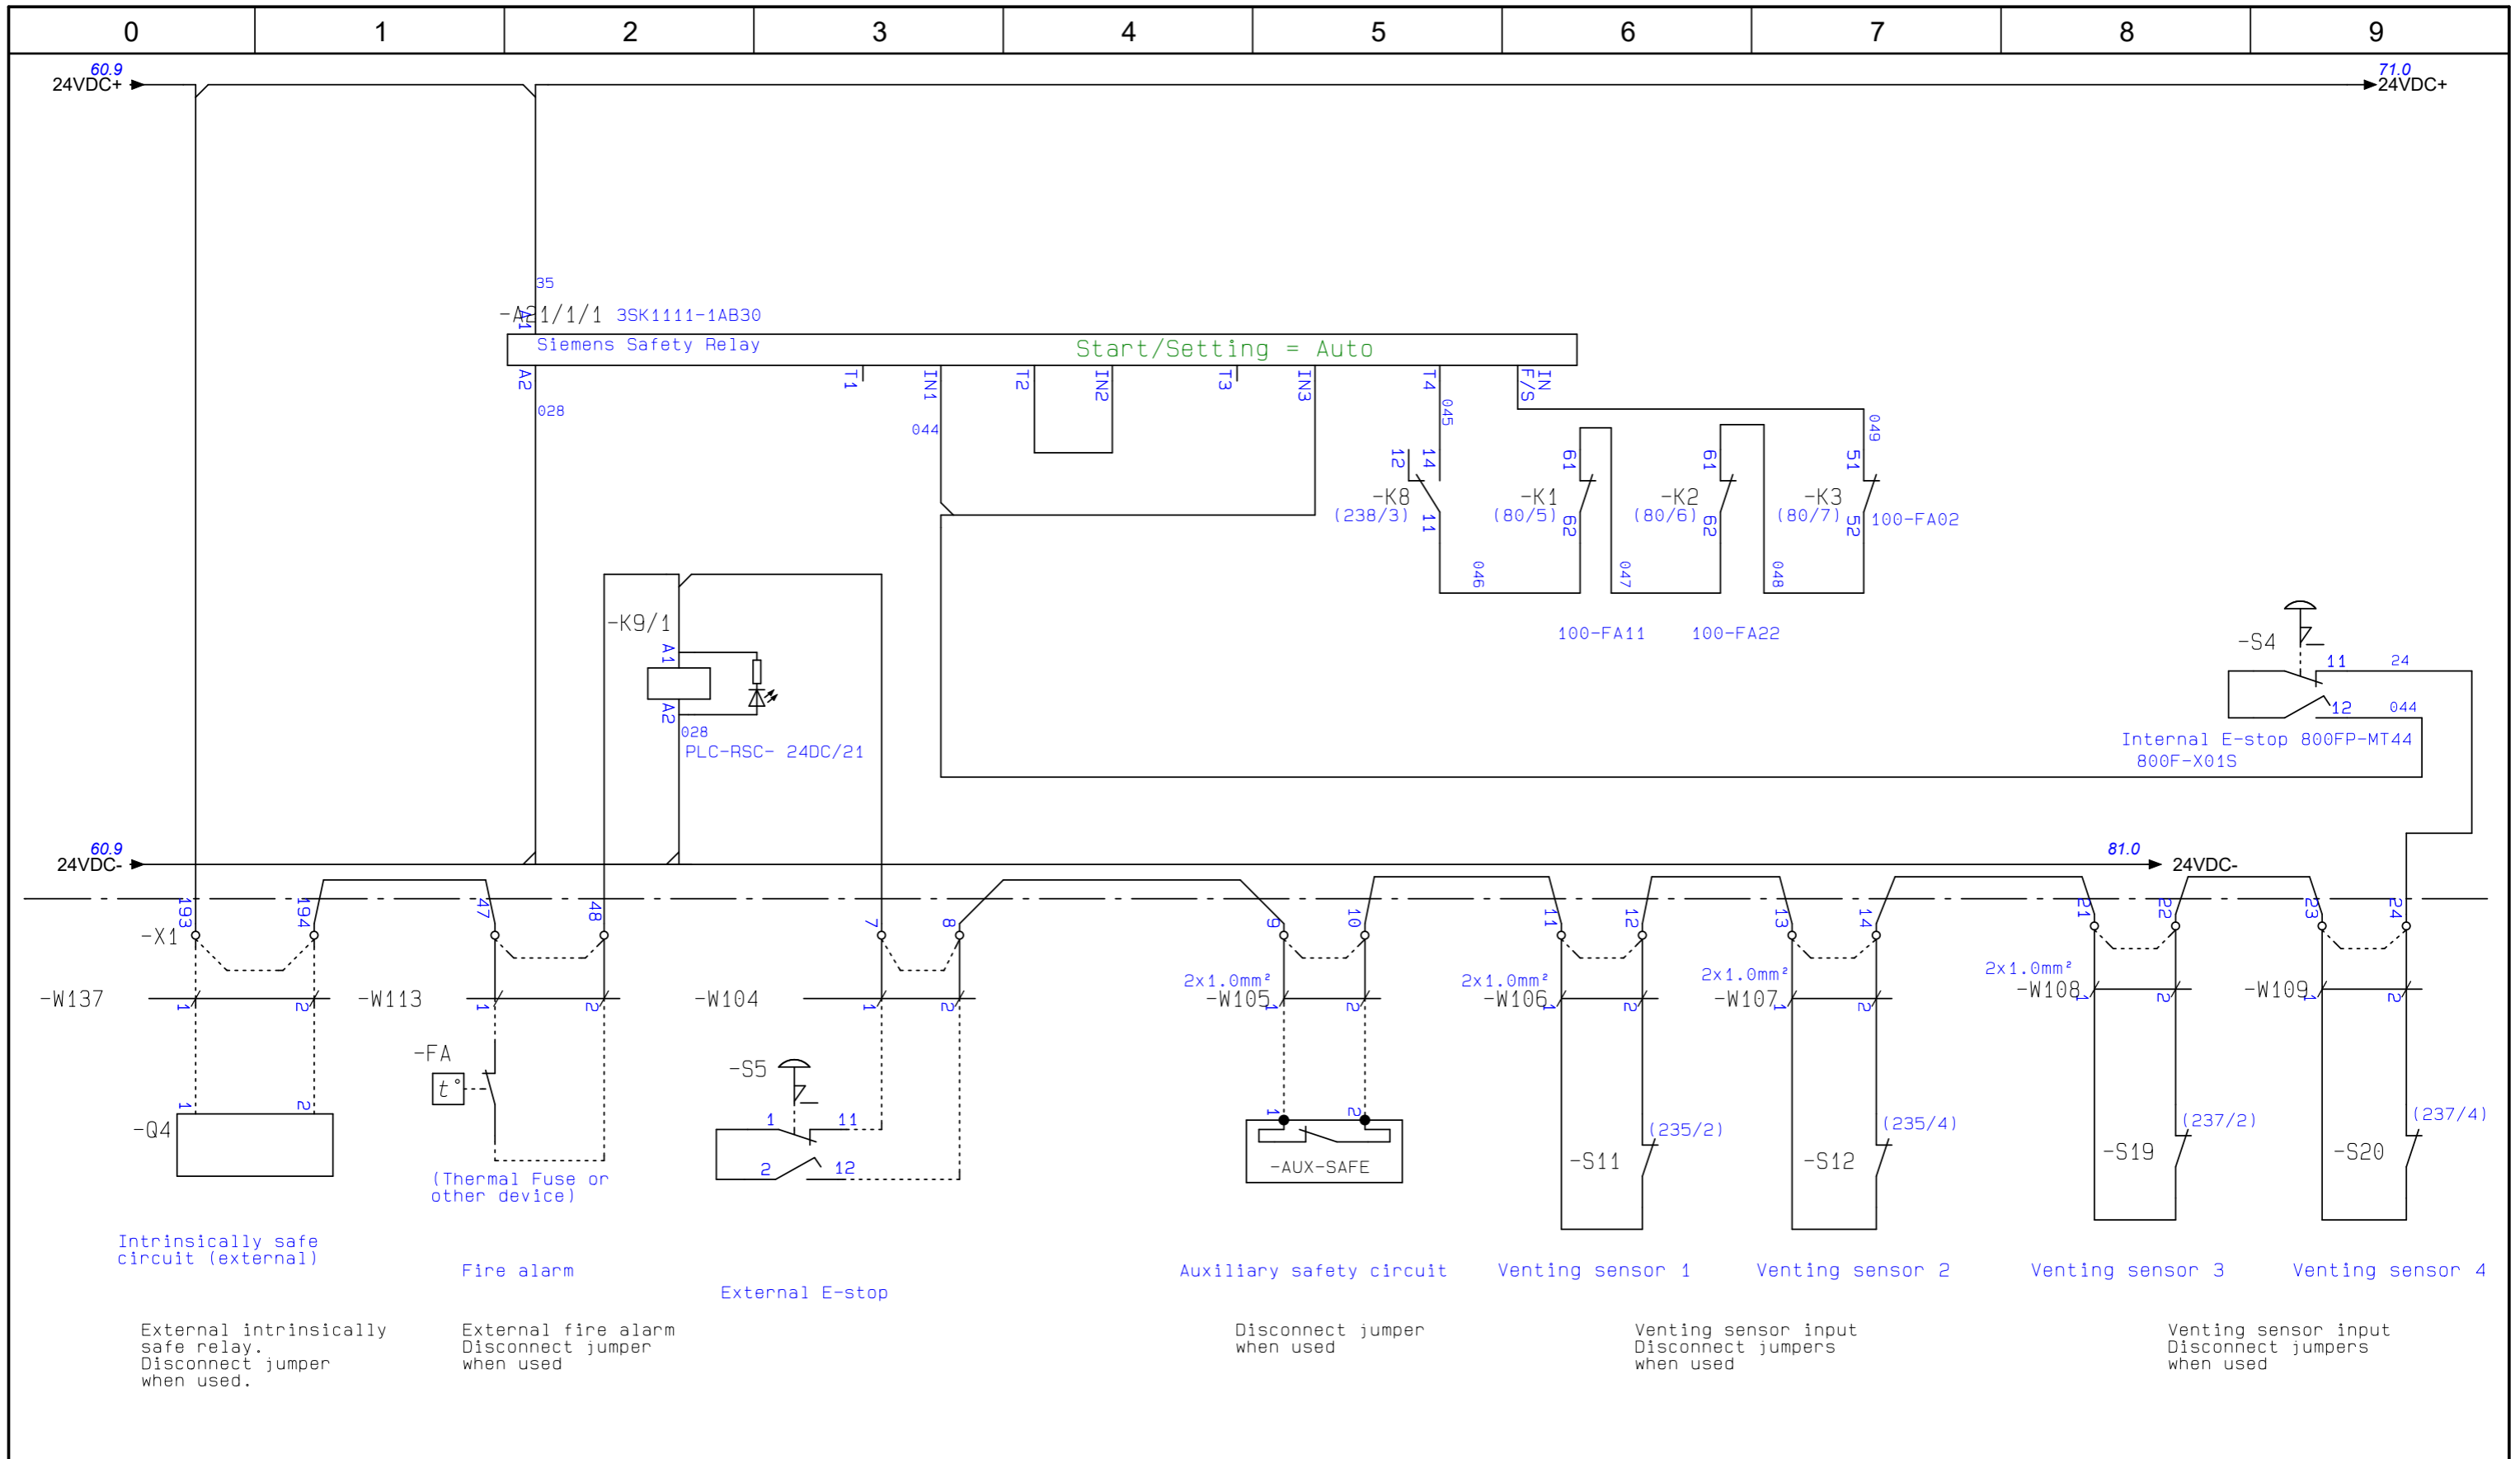 0 1 2 3 4 5 6 7 8 9
60.9
24VDC+
71.0
24VDC+
35
-A21/1/1 3SK1111-1AB30
A1
Siemens Safety Relay
Start/Setting = Auto
A2 T1 IN1 T2 IN2 T3 IN3 T4 IN F/S
028
044
045
049
12 14 61 61 51
-K8 -K1 -K2 -K3
(238/3) (80/5) (80/6) (80/7)
11 62 62 52
100-FA02
046 047 048
100-FA11 100-FA22
-K9/1
A1
A2
028
PLC-RSC- 24DC/21
-S4
11 24
12 044
Internal E-stop 800FP-MT44
800F-X01S
60.9
24VDC-
81.0
24VDC-
193 194 47 48 7 8 9 10 11 12 13 14 21 22 23 24
-X1
2x1.0mm² 2x1.0mm² 2x1.0mm² 2x1.0mm²
-W137 -W113 -W104 -W105 -W106 -W107 -W108 -W109
1 2 1 2 1 2 1 2 1 2 1 2 1 2 1 2
-FA
t°
-S5
1 11
2 12
1 2
-Q4
1 2
-AUX-SAFE
(235/2) (235/4) (237/2) (237/4)
-S11 -S12 -S19 -S20
(Thermal Fuse or
other device)
Intrinsically safe
circuit (external)
Fire alarm
External E-stop
Auxiliary safety circuit
Venting sensor 1
Venting sensor 2
Venting sensor 3
Venting sensor 4
External intrinsically
safe relay.
Disconnect jumper
when used.
External fire alarm
Disconnect jumper
when used
Disconnect jumper
when used
Venting sensor input
Disconnect jumpers
when used
Venting sensor input
Disconnect jumpers
when used